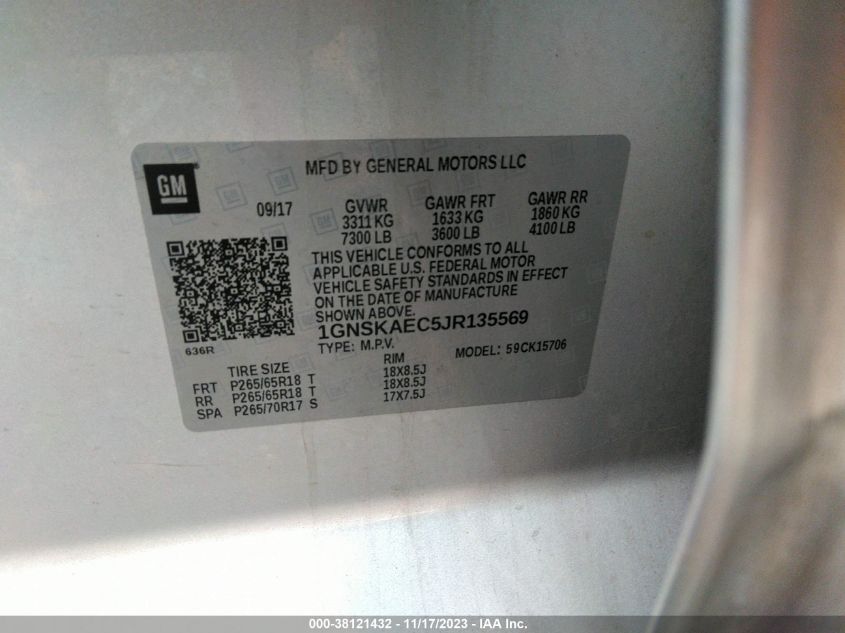 GM
MFD BY GENERAL MOTORS LLC
09/17
GVWR GAWR FRT GAWR RR
3311 KG 1633 KG 1860 KG
7300 LB 3600 LB 4100 LB
THIS VEHICLE CONFORMS TO ALL
APPLICABLE U.S. FEDERAL MOTOR
VEHICLE SAFETY STANDARDS IN EFFECT
ON THE DATE OF MANUFACTURE
SHOWN ABOVE.
1GNSKAEC5JR135569
636R
TYPE: M.P.V. MODEL: 59CK15706
TIRE SIZE RIM
FRT P265/65R18 T 18X8.5J
RR P265/65R18 T 18X8.5J
SPA P265/70R17 S 17X7.5J
000-38121432 - 11/17/2023 - iaai.com